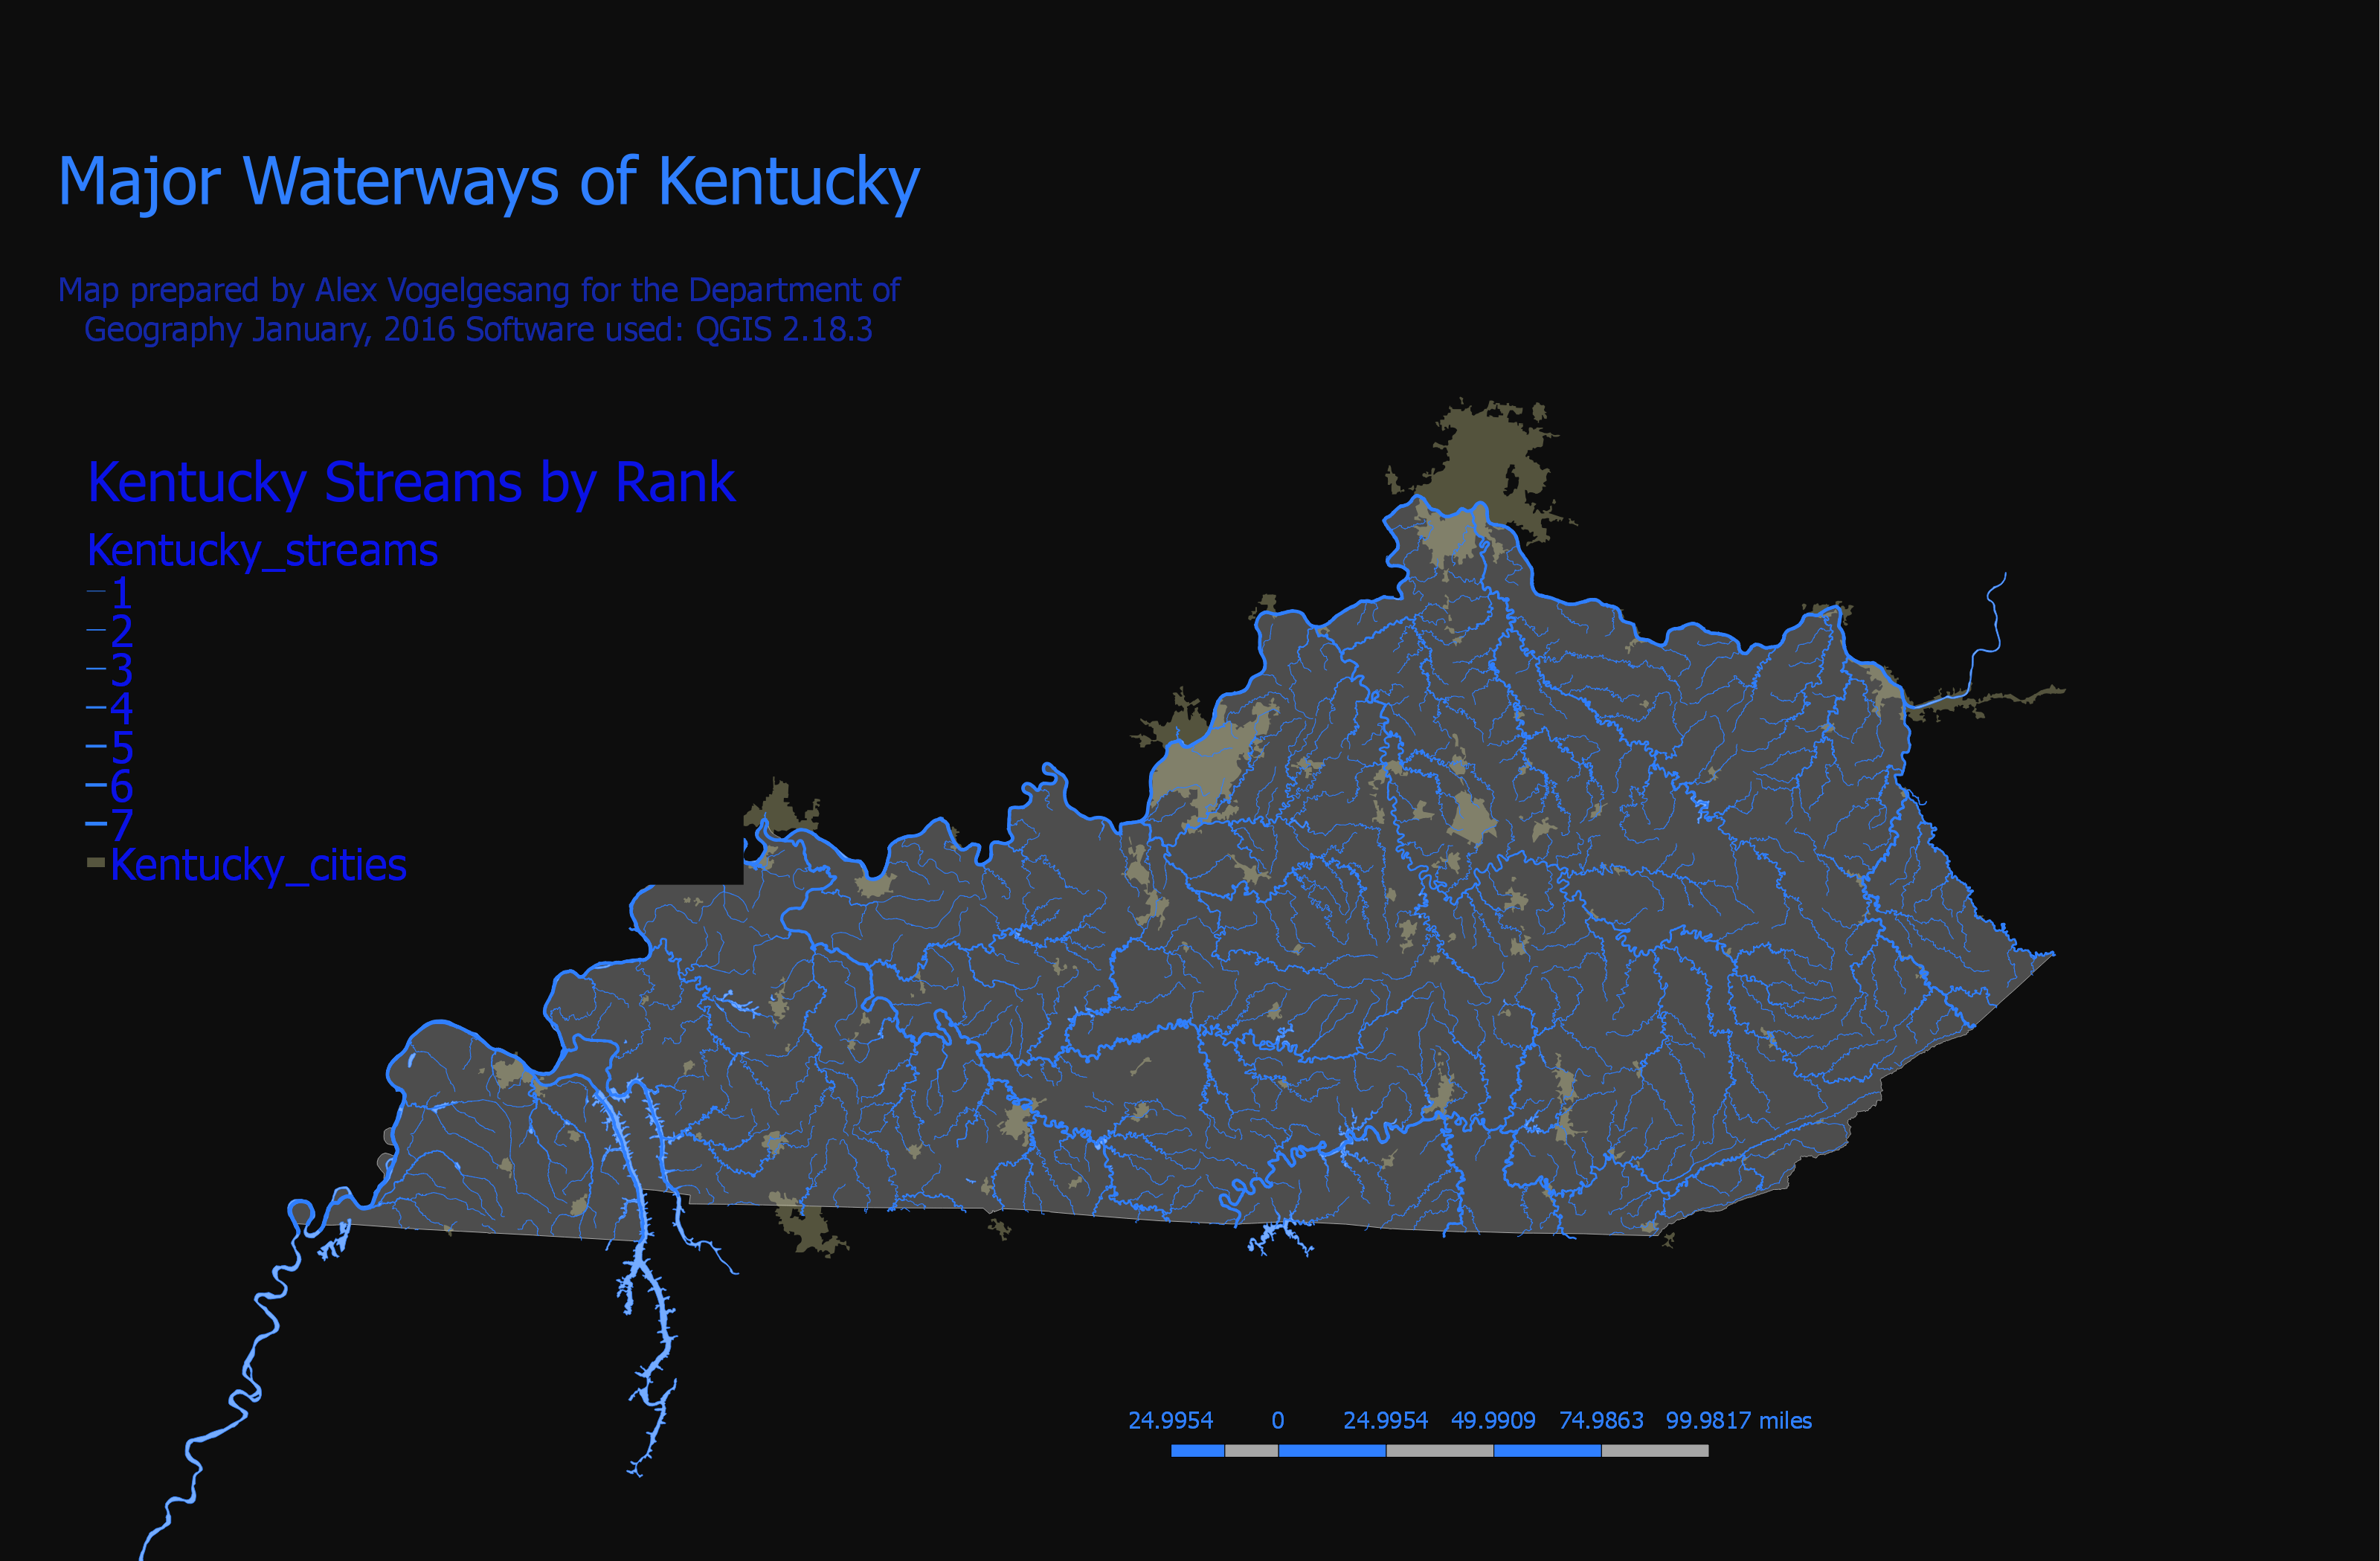 Major Waterways of Kentucky
Map prepared by Alex Vogelgesang for the Department of
Geography January, 2016 Software used: QGIS 2.18.3
Kentucky Streams by Rank
Kentucky_streams
1
2
3
4
5
6
7
Kentucky_cities
24.9954 0 24.9954 49.9909 74.9863 99.9817 miles